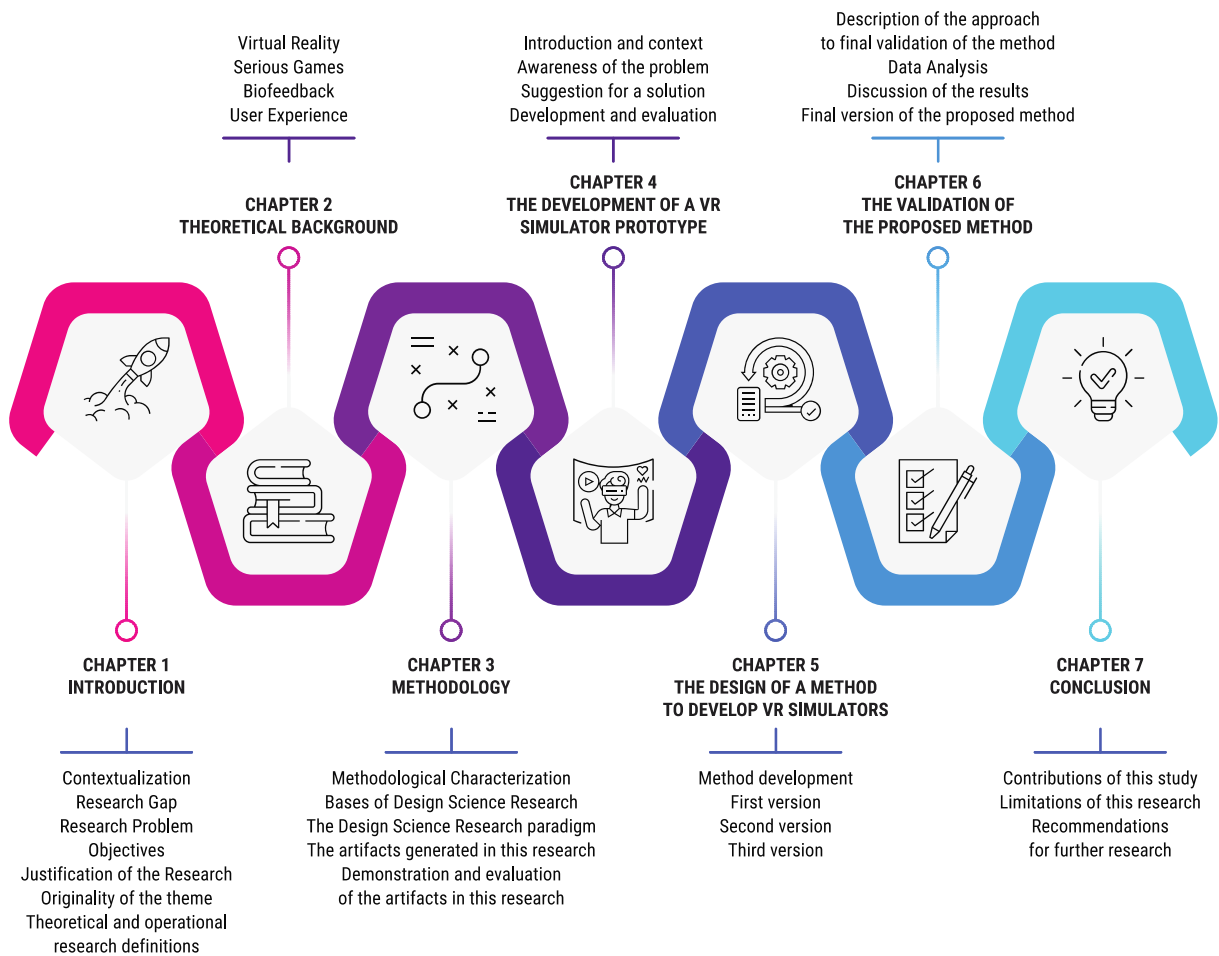 Virtual Reality
Serious Games
Biofeedback
User Experience
CHAPTER 2
THEORETICAL BACKGROUND
Introduction and context
Awareness of the problem
Suggestion for a solution
Development and evaluation
CHAPTER 4
THE DEVELOPMENT OF A VR
SIMULATOR PROTOTYPE
Description of the approach
to final validation of the method
Data Analysis
Discussion of the results
Final version of the proposed method
CHAPTER 6
THE VALIDATION OF
THE PROPOSED METHOD
CHAPTER 1
INTRODUCTION
Contextualization
Research Gap
Research Problem
Objectives
Justification of the Research
Originality of the theme
Theoretical and operational
research definitions
CHAPTER 3
METHODOLOGY
Methodological Characterization
Bases of Design Science Research
The Design Science Research paradigm
The artifacts generated in this research
Demonstration and evaluation
of the artifacts in this research
CHAPTER 5
THE DESIGN OF A METHOD
TO DEVELOP VR SIMULATORS
Method development
First version
Second version
Third version
CHAPTER 7
CONCLUSION
Contributions of this study
Limitations of this research
Recommendations
for further research